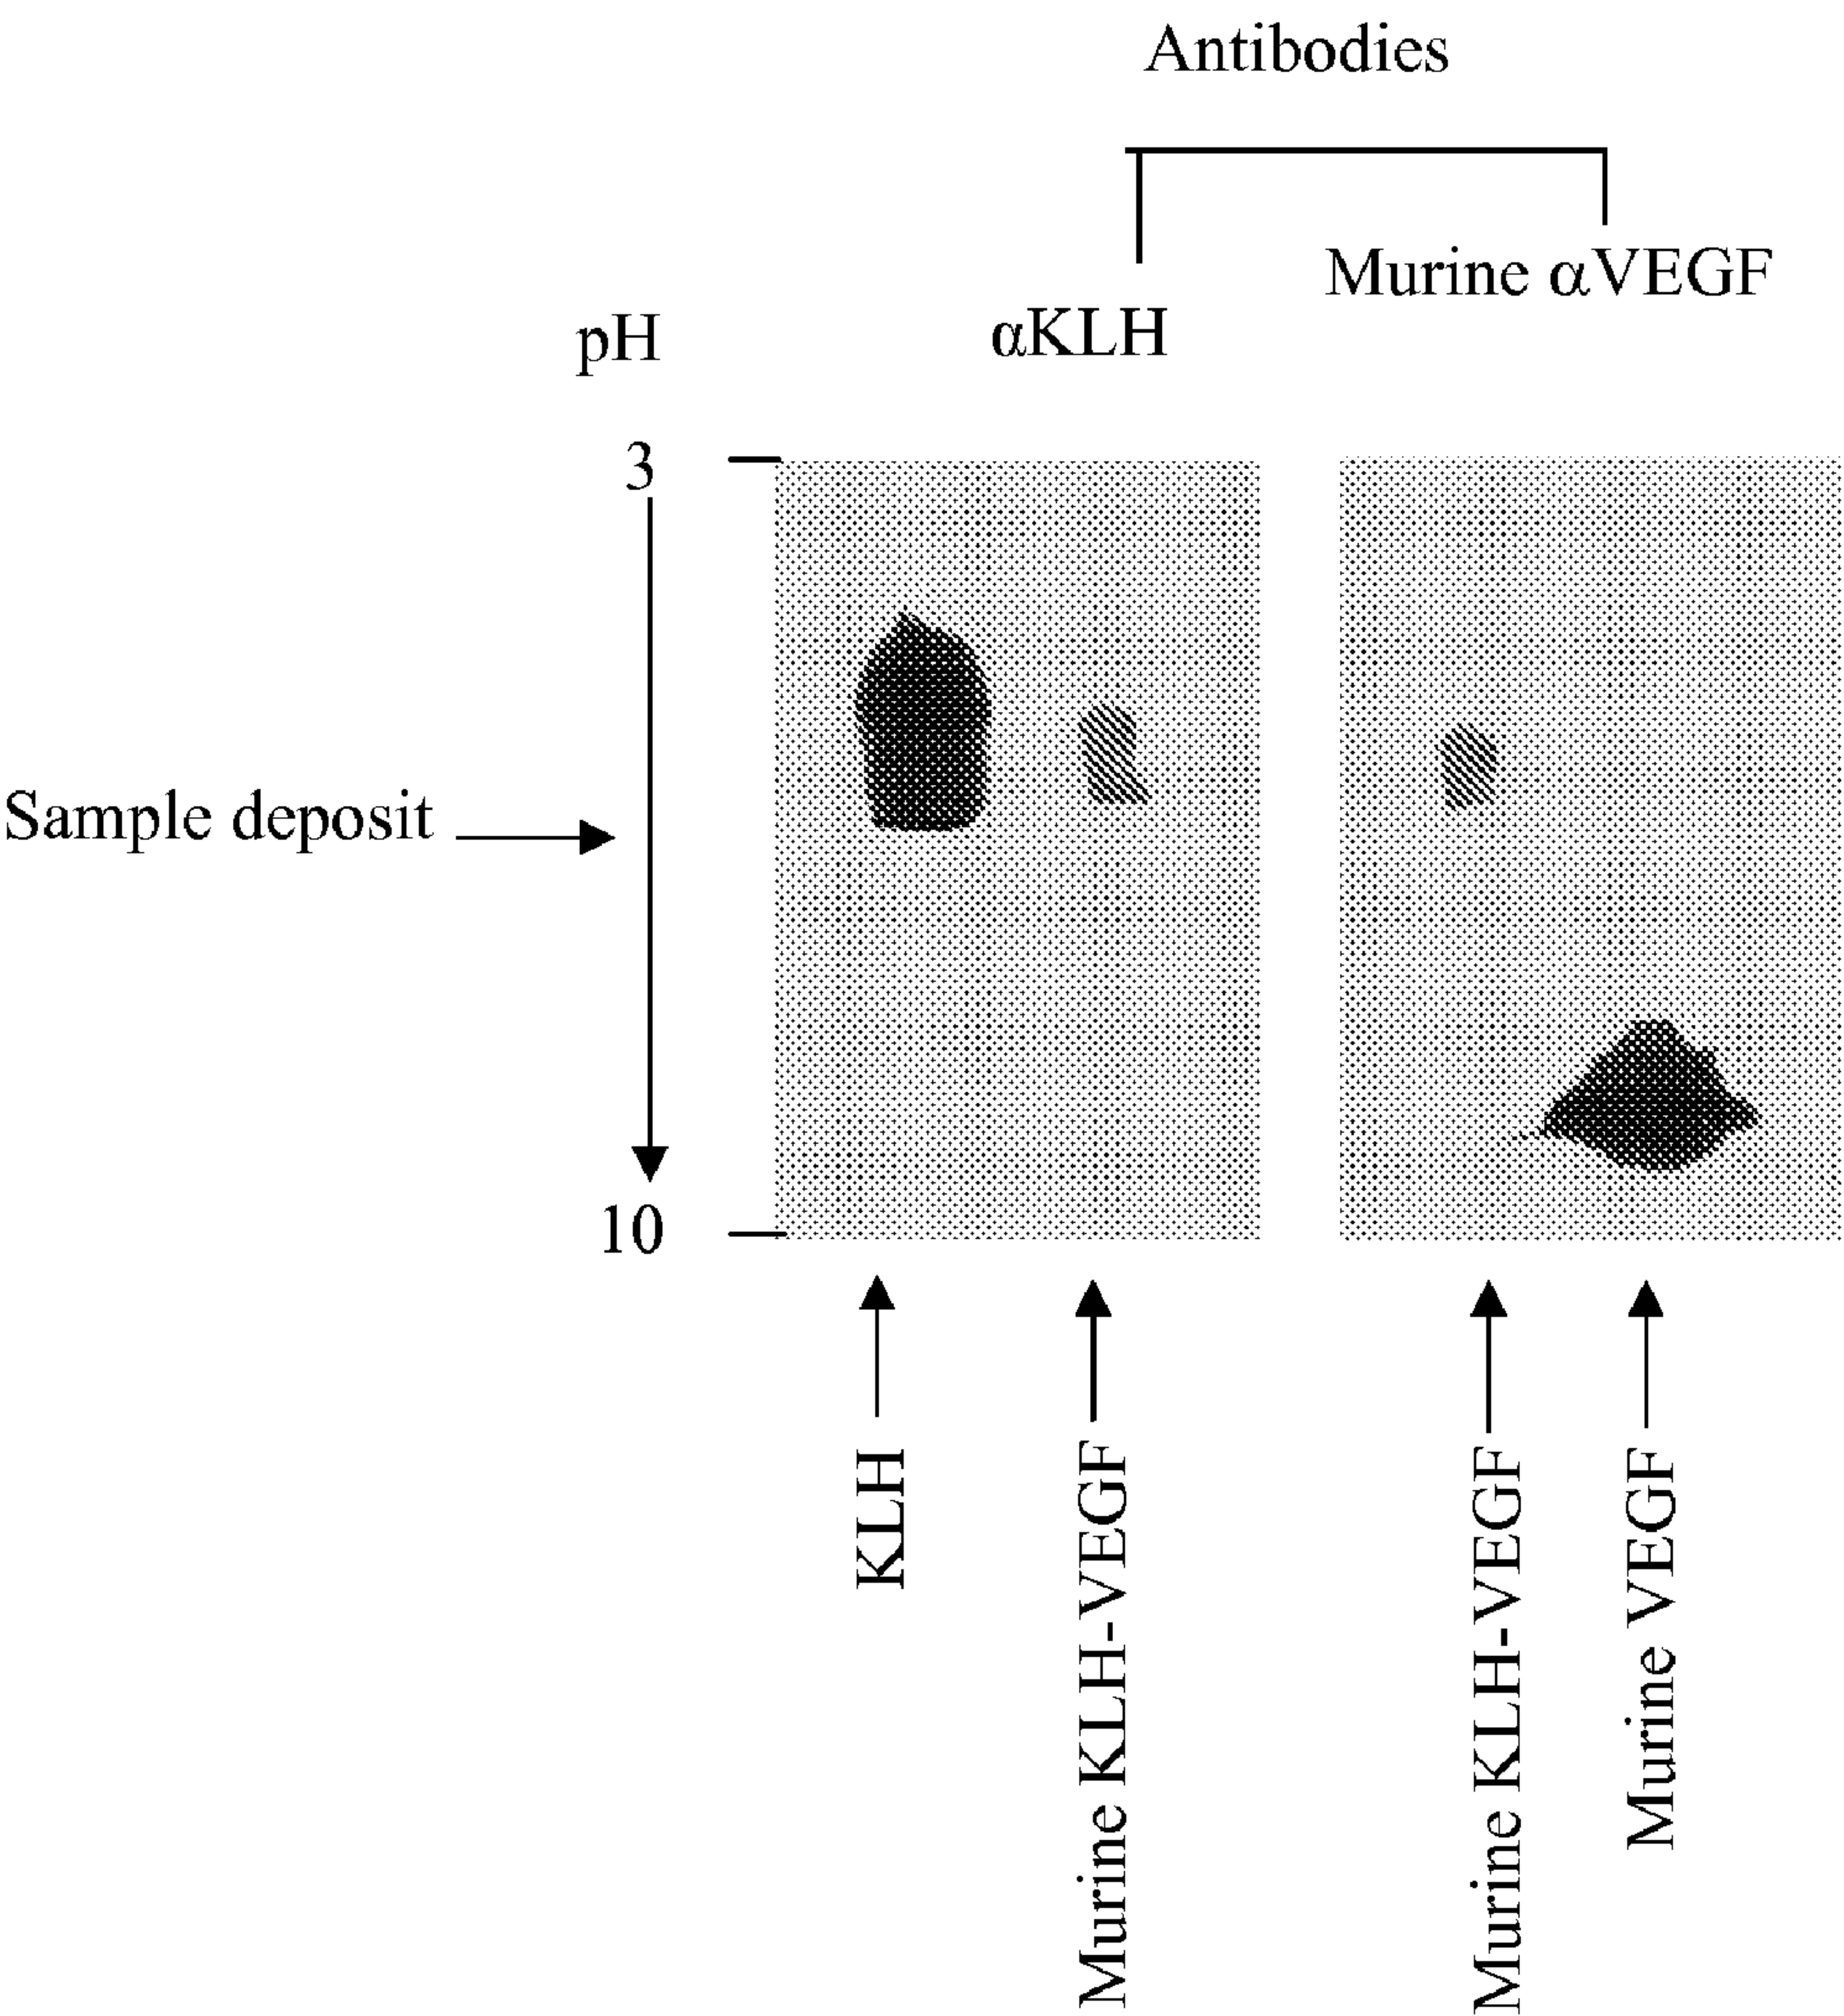 Antibodies
Murine αVEGF
αKLH
pH
3
Sample deposit
10
KLH
Murine KLH-VEGF
Murine KLH-VEGF
Murine VEGF